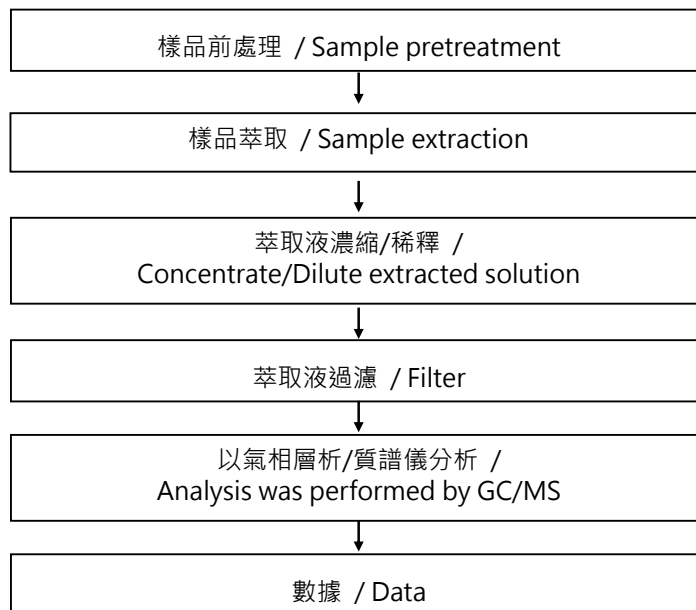 樣品前處理 / Sample pretreatment
樣品萃取 / Sample extraction
萃取液濃縮/稀釋 /
Concentrate/Dilute extracted solution
萃取液過濾 / Filter
以氣相層析/質譜儀分析 /
Analysis was performed by GC/MS
數據 / Data